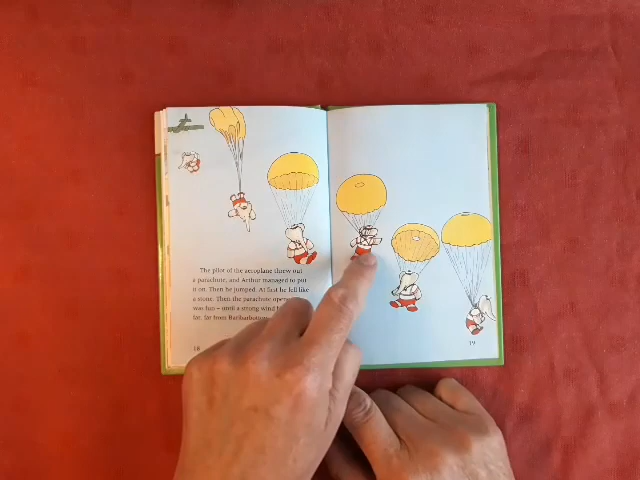 The pilot of the aeroplane threw out
a parachute, and Arthur managed to put
it on. Then he jumped. At first he fell like
a stone. Then the parachute
was fun – until a strong wind
far, far from Baribarbottom
18
19